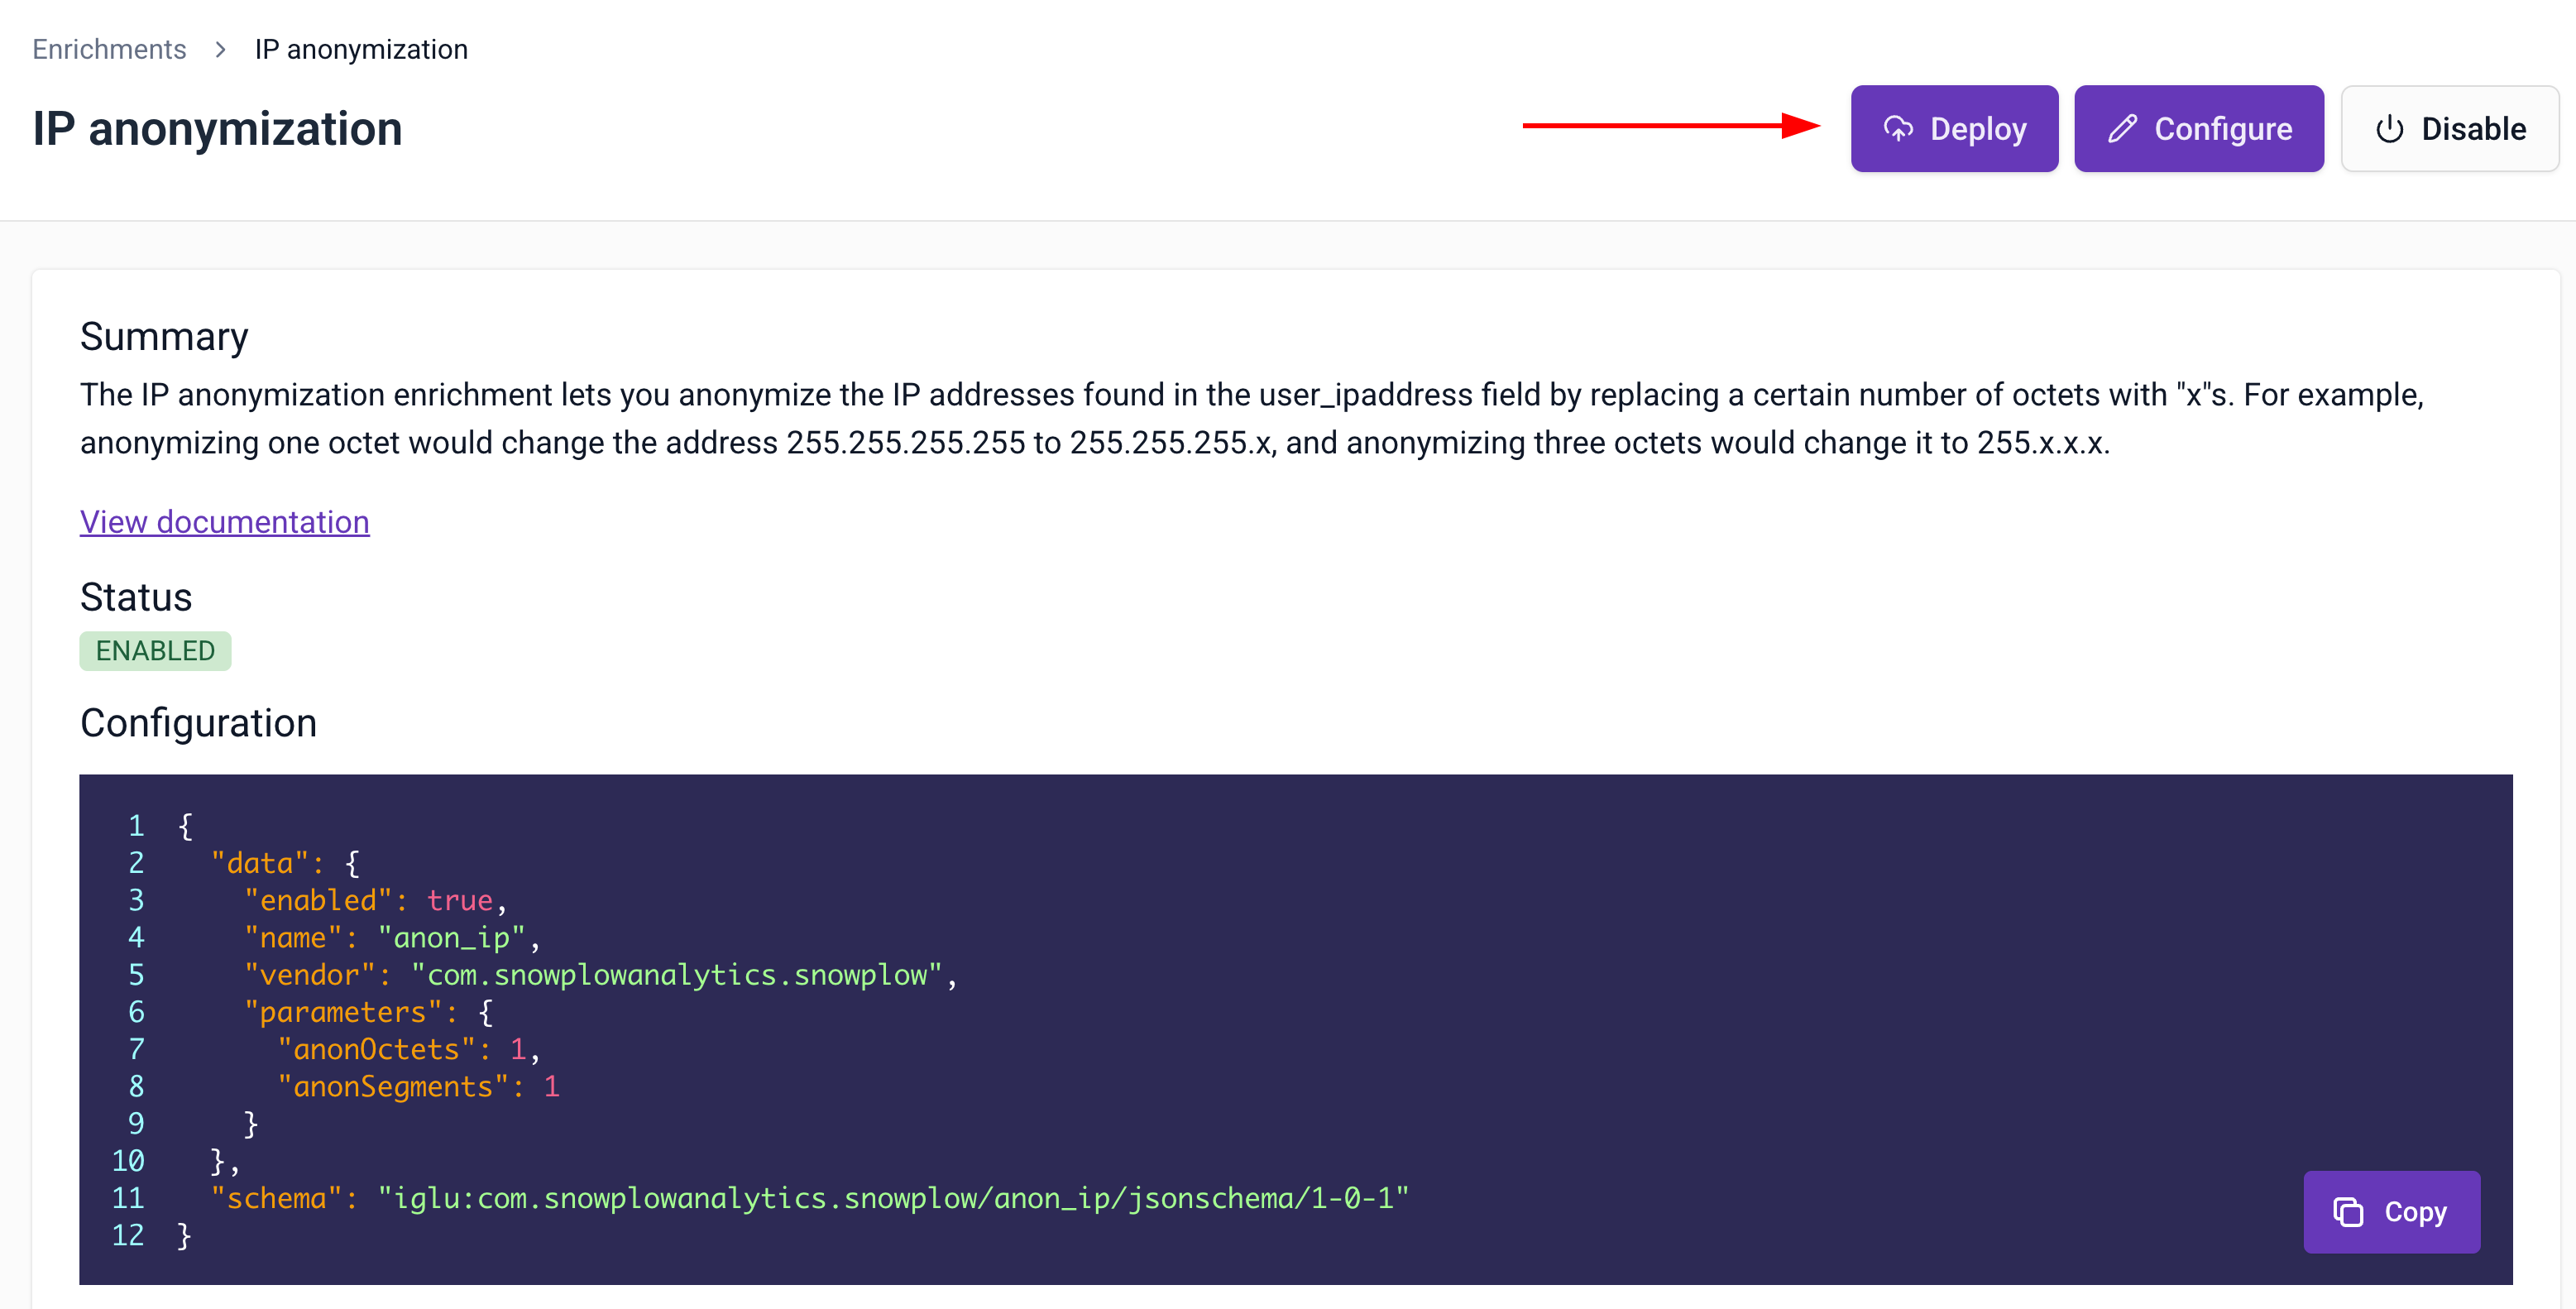 Enrichments > IP anonymization
IP anonymization
Deploy
Configure
Disable
Summary
The IP anonymization enrichment lets you anonymize the IP addresses found in the user_ipaddress field by replacing a certain number of octets with "x"s. For example,
anonymizing one octet would change the address 255.255.255.255 to 255.255.255.x, and anonymizing three octets would change it to 255.x.x.x.
View documentation
Status
ENABLED
Configuration
1 {
2   "data": {
3     "enabled": true,
4     "name": "anon_ip",
5     "vendor": "com.snowplowanalytics.snowplow",
6     "parameters": {
7       "anonOctets": 1,
8       "anonSegments": 1
9     }
10   },
11   "schema": "iglu:com.snowplowanalytics.snowplow/anon_ip/jsonschema/1-0-1"
12 }
Copy